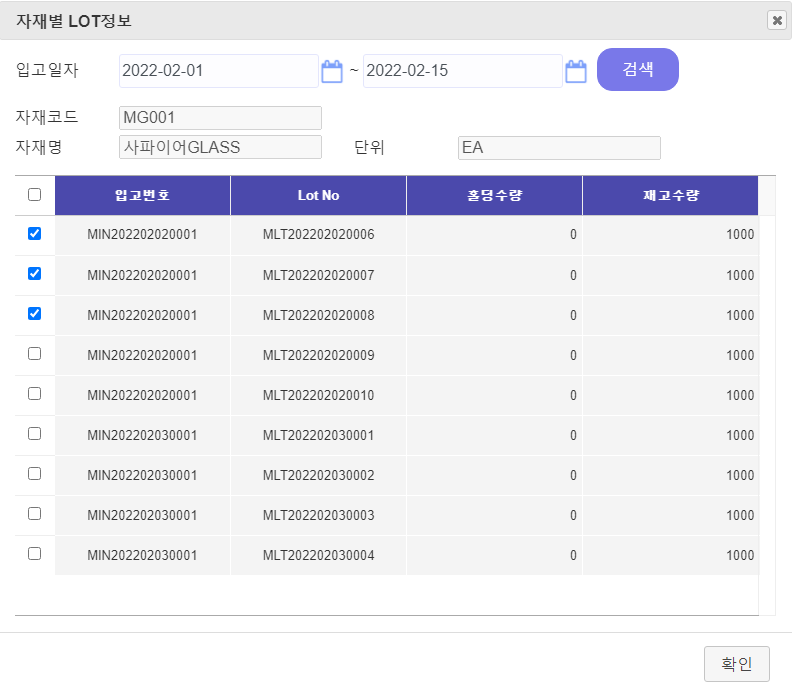 자재별 LOT정보
입고일자 2022-02-01 ~ 2022-02-15 검색
자재코드 MG001
자재명 사파이어GLASS 단위 EA
입고번호 Lot No 홀딩수량 재고수량
MIN202202020001 MLT202202020006 0 1000
MIN202202020001 MLT202202020007 0 1000
MIN202202020001 MLT202202020008 0 1000
MIN202202020001 MLT202202020009 0 1000
MIN202202020001 MLT202202020010 0 1000
MIN202202030001 MLT202202030001 0 1000
MIN202202030001 MLT202202030002 0 1000
MIN202202030001 MLT202202030003 0 1000
MIN202202030001 MLT202202030004 0 1000
확인